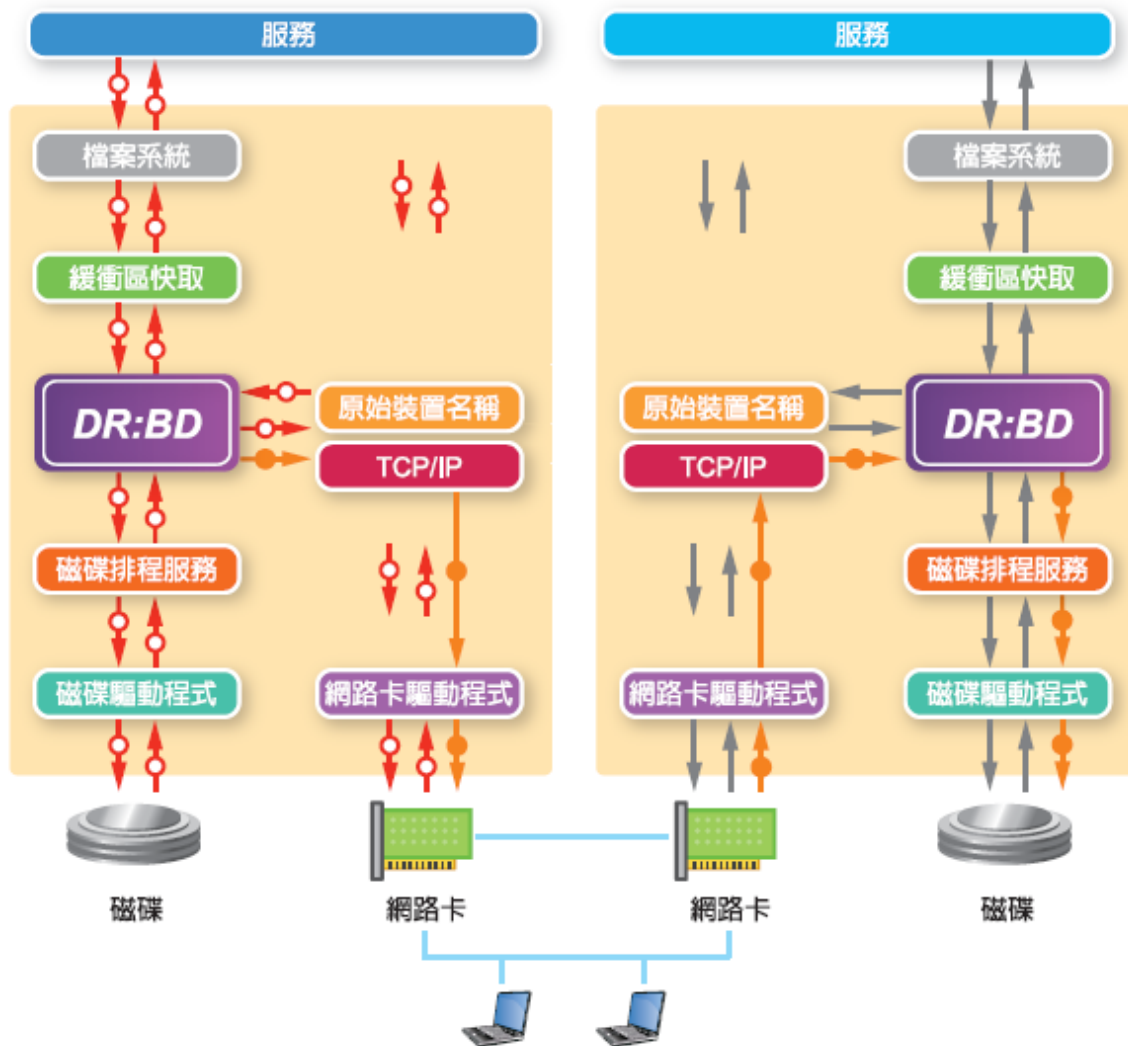 服務
服務
檔案系統
檔案系統
緩衝區快取
緩衝區快取
DR:BD
原始裝置名稱
原始裝置名稱
DR:BD
TCP/IP
TCP/IP
磁碟排程服務
磁碟排程服務
磁碟驅動程式
網路卡驅動程式
網路卡驅動程式
磁碟驅動程式
磁碟
網路卡
網路卡
磁碟